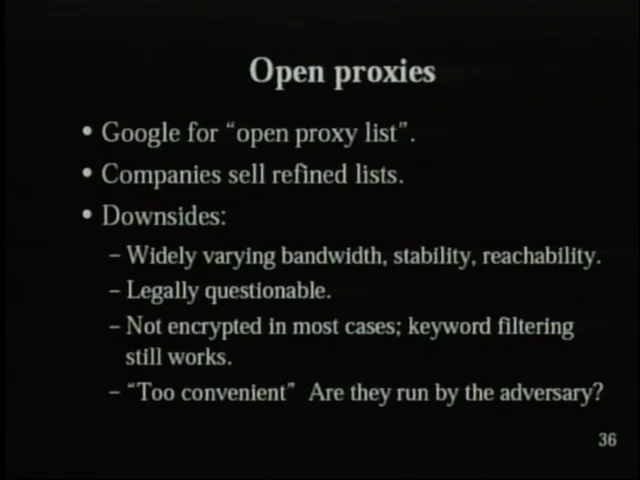 Open proxies
• Google for “open proxy list”.
• Companies sell refined lists.
• Downsides:
– Widely varying bandwidth, stability, reachability.
– Legally questionable.
– Not encrypted in most cases; keyword filtering
still works.
– “Too convenient”  Are they run by the adversary?
36